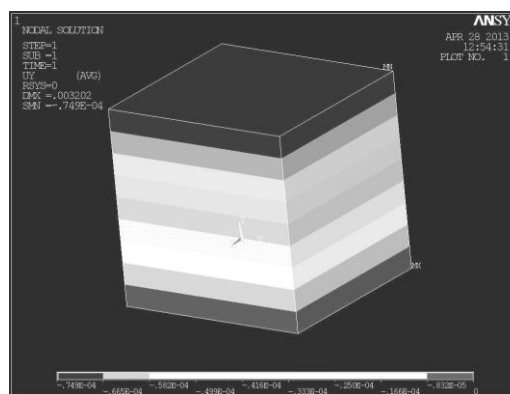 1
NODAL SOLUTION
STEP=1
SUB =1
TIME=1
UY (AVG)
RSYS=0
DMX =.003202
SMN =-.749E-04
ANSYS
APR 28 2013
12:54:31
PLOT NO. 1
MN
MX
-.749E-04 -.582E-04 -.416E-04 -.250E-04 -.832E-05
-.665E-04 -.499E-04 -.333E-04 -.166E-04 0